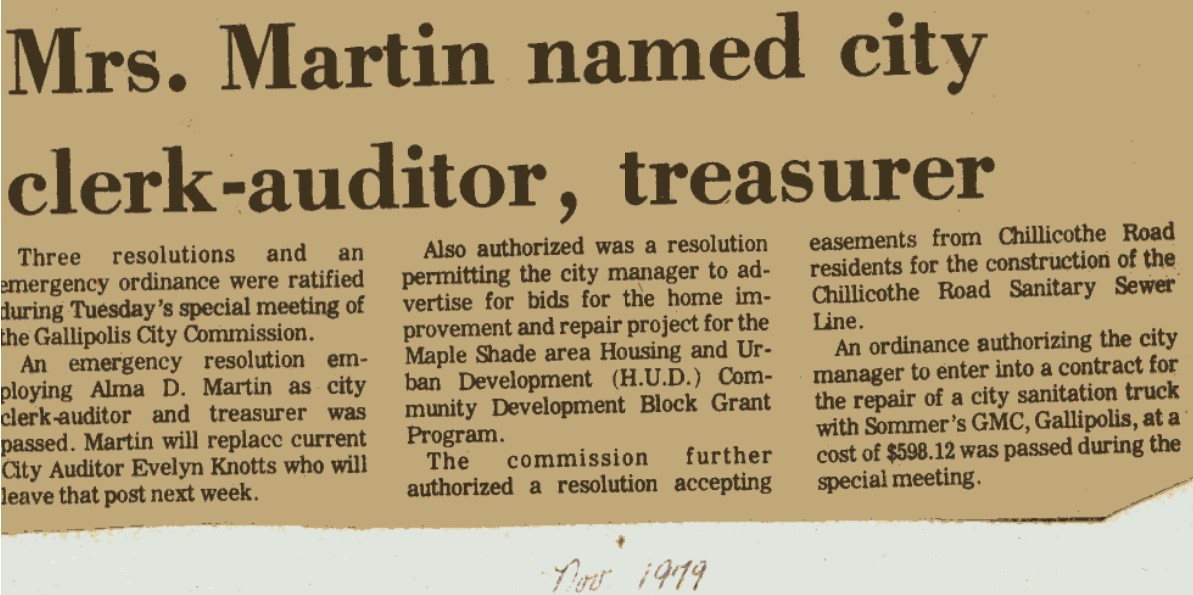 Mrs. Martin named city
clerk-auditor, treasurer
Three resolutions and an
emergency ordinance were ratified
during Tuesday's special meeting of
the Gallipolis City Commission.
An emergency resolution em-
ploying Alma D. Martin as city
clerk-auditor and treasurer was
passed. Martin will replace current
City Auditor Evelyn Knotts who will
leave that post next week.
Also authorized was a resolution
permitting the city manager to ad-
vertise for bids for the home im-
provement and repair project for the
Maple Shade area Housing and Ur-
ban Development (H.U.D.) Com-
munity Development Block Grant
Program.
The commission further
authorized a resolution accepting
easements from Chillicothe Road
residents for the construction of the
Chillicothe Road Sanitary Sewer
Line.
An ordinance authorizing the city
manager to enter into a contract for
the repair of a city sanitation truck
with Sommer's GMC, Gallipolis, at a
cost of $598.12 was passed during the
special meeting.
Nov 1979